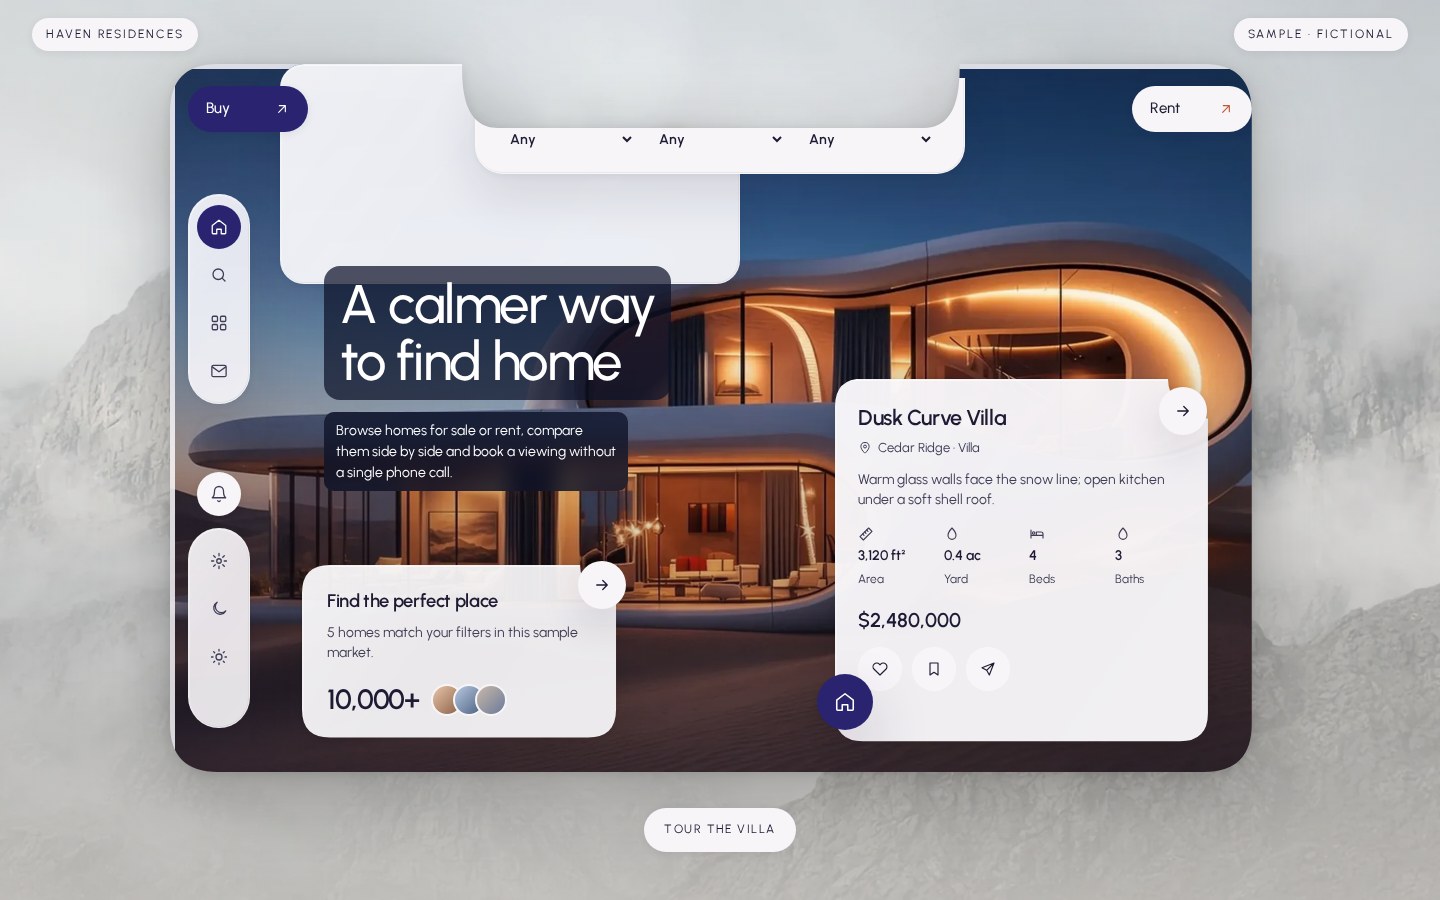 HAVEN RESIDENCES
SAMPLE · FICTIONAL
Buy
Rent
Any
Any
Any
A calmer way
to find home
Browse homes for sale or rent, compare
them side by side and book a viewing without
a single phone call.
Find the perfect place
5 homes match your filters in this sample
market.
10,000+
Dusk Curve Villa
Cedar Ridge · Villa
Warm glass walls face the snow line; open kitchen
under a soft shell roof.
3,120 ft²
0.4 ac
4
3
Area
Yard
Beds
Baths
$2,480,000
TOUR THE VILLA